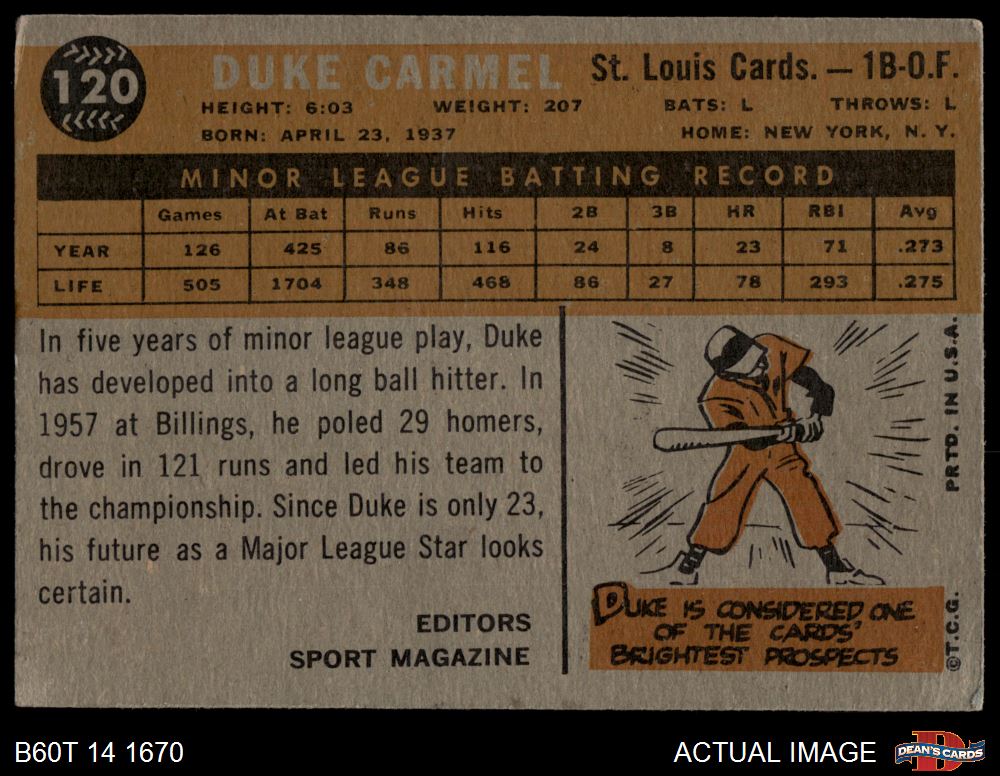 120
DUKE CARMEL St. Louis Cards. — 1B-O.F.
HEIGHT: 6:03 WEIGHT: 207 BATS: L THROWS: L
BORN: APRIL 23, 1937 HOME: NEW YORK, N. Y.
MINOR LEAGUE BATTING RECORD
Games At Bat Runs Hits 2B 3B HR RBI Avg
YEAR 126 425 86 116 24 8 23 71 .273
LIFE 505 1704 348 468 86 27 78 293 .275
In five years of minor league play, Duke
has developed into a long ball hitter. In
1957 at Billings, he poled 29 homers,
drove in 121 runs and led his team to
the championship. Since Duke is only 23,
his future as a Major League Star looks
certain.
EDITORS
SPORT MAGAZINE
DUKE IS CONSIDERED ONE
OF THE CARDS'
BRIGHTEST PROSPECTS
©T.C.G. PRTD. IN U.S.A.
B60T 14 1670
ACTUAL IMAGE
D
DEAN'S CARDS